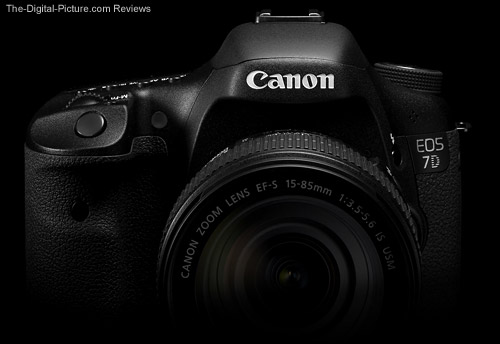 The-Digital-Picture.com Reviews
Canon
EOS
7D
CANON ZOOM LENS EF-S 15-85mm 1:3.5-5.6 IS USM